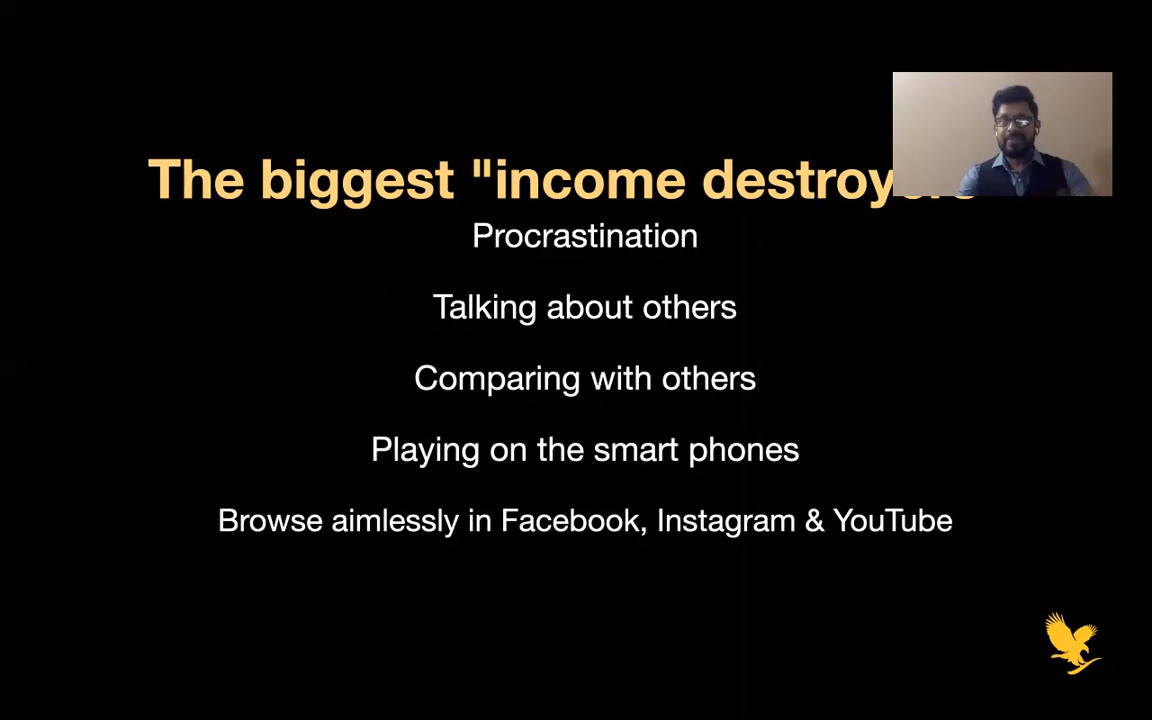 The biggest "income destroyers"
Procrastination
Talking about others
Comparing with others
Playing on the smart phones
Browse aimlessly in Facebook, Instagram & YouTube